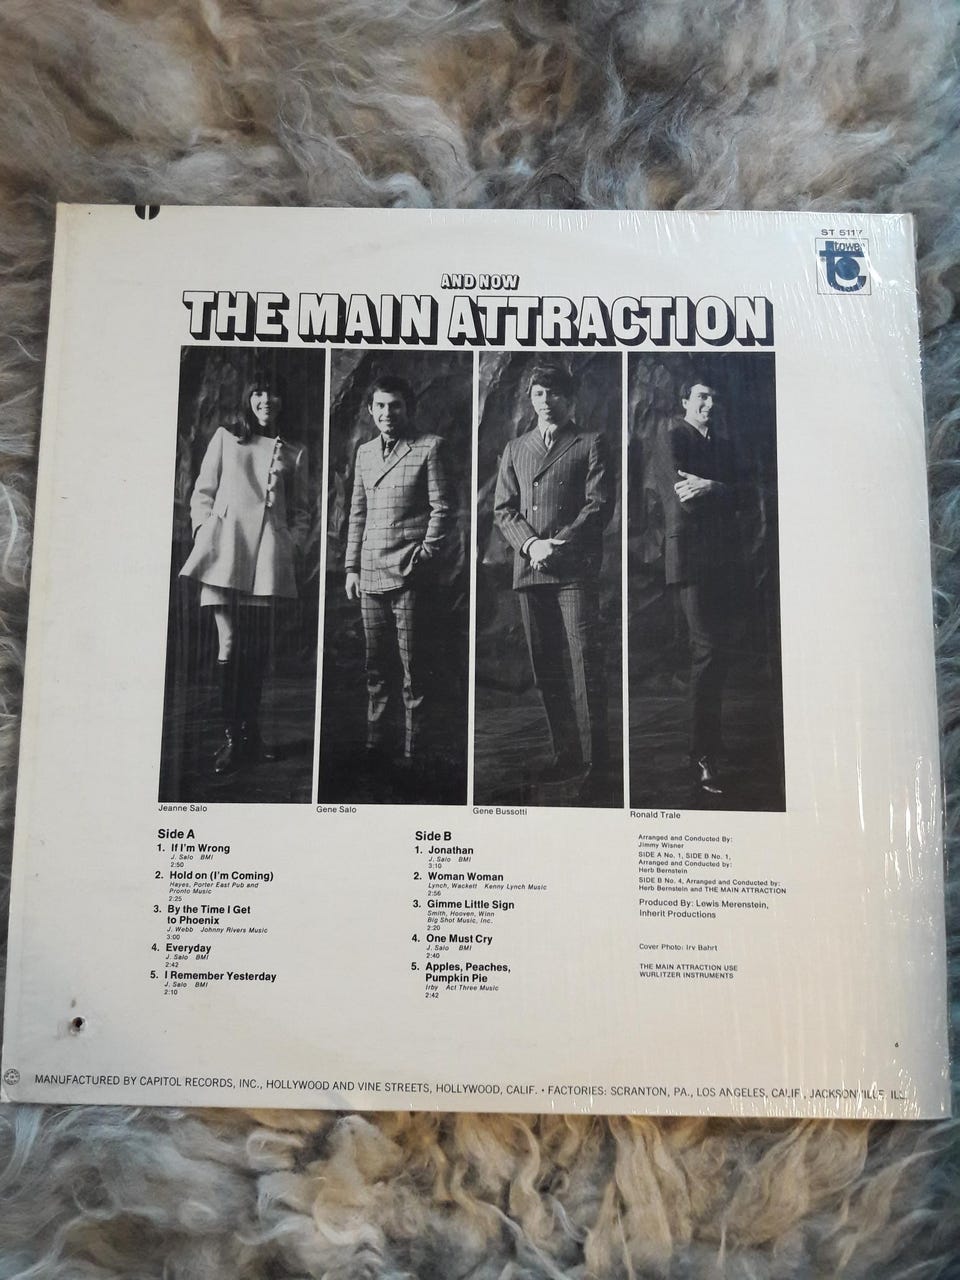 ST 5117
tower
AND NOW
THE MAIN ATTRACTION
Jeanne Salo
Gene Salo
Gene Bussotti
Ronald Trale
Side A
1. If I'm Wrong
J. Salo BMI
2:50
2. Hold on (I'm Coming)
Hayes, Porter East Pub and
Pronto Music
2:25
3. By the Time I Get
to Phoenix
J. Webb Johnny Rivers Music
3:00
4. Everyday
J. Salo BMI
2:42
5. I Remember Yesterday
J. Salo BMI
2:10
Side B
1. Jonathan
J. Salo BMI
3:10
2. Woman Woman
Lynch, Wackett Kenny Lynch Music
2:56
3. Gimme Little Sign
Smith, Hooven, Winn
Big Shot Music, Inc.
2:20
4. One Must Cry
J. Salo BMI
2:40
5. Apples, Peaches,
Pumpkin Pie
Irby Act Three Music
2:42
Arranged and Conducted By:
Jimmy Wisner
SIDE A No. 1, SIDE B No. 1,
Arranged and Conducted by:
Herb Bernstein
SIDE B No. 4, Arranged and Conducted by:
Herb Bernstein and THE MAIN ATTRACTION
Produced By: Lewis Merenstein,
Inherit Productions
Cover Photo: Irv Bahrt
THE MAIN ATTRACTION USE
WURLITZER INSTRUMENTS
6
MANUFACTURED BY CAPITOL RECORDS, INC., HOLLYWOOD AND VINE STREETS, HOLLYWOOD, CALIF. • FACTORIES: SCRANTON, PA., LOS ANGELES, CALIF., JACKSONVILLE, ILL.